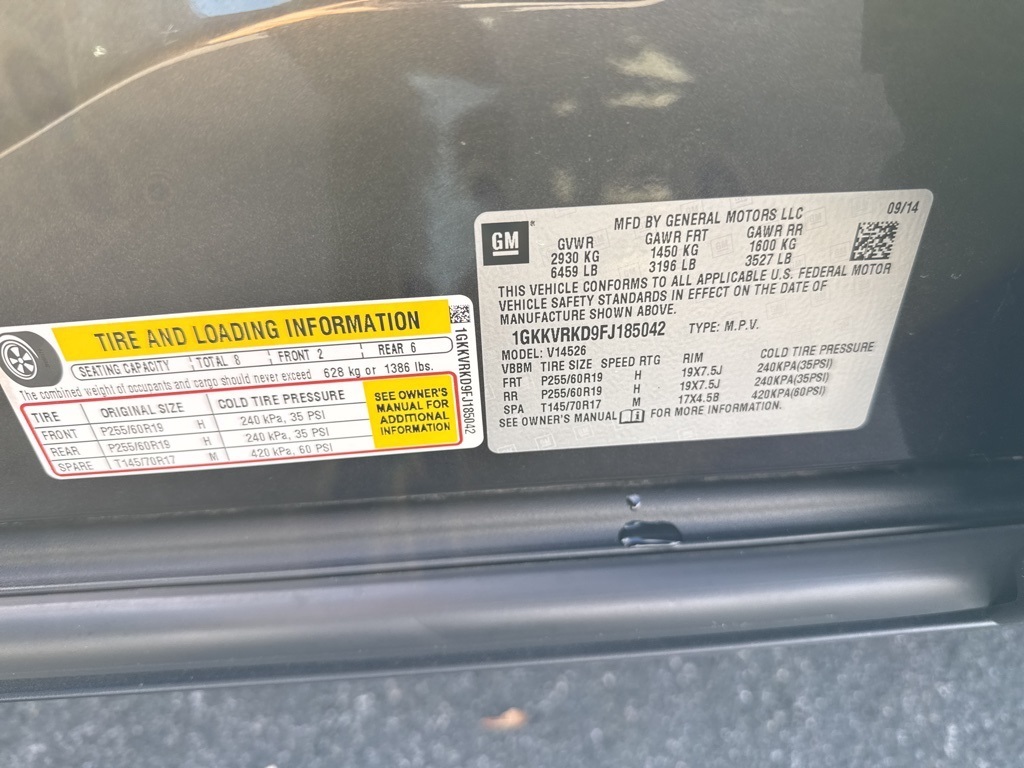 TIRE AND LOADING INFORMATION
SEATING CAPACITY TOTAL 8 FRONT 2 REAR 6
The combined weight of occupants and cargo should never exceed 628 kg or 1386 lbs.
TIRE ORIGINAL SIZE COLD TIRE PRESSURE
FRONT P255/60R19 H 240 kPa, 35 PSI
REAR P255/60R19 H 240 kPa, 35 PSI
SPARE T145/70R17 M 420 kPa, 60 PSI
SEE OWNER'S
MANUAL FOR
ADDITIONAL
INFORMATION
1GKKVRKD9FJ185042
GM
MFD BY GENERAL MOTORS LLC 09/14
GVWR GAWR FRT GAWR RR
2930 KG 1450 KG 1600 KG
6459 LB 3196 LB 3527 LB
THIS VEHICLE CONFORMS TO ALL APPLICABLE U.S. FEDERAL MOTOR
VEHICLE SAFETY STANDARDS IN EFFECT ON THE DATE OF
MANUFACTURE SHOWN ABOVE.
1GKKVRKD9FJ185042 TYPE: M.P.V.
MODEL: V14526
VBBM TIRE SIZE SPEED RTG RIM COLD TIRE PRESSURE
FRT P255/60R19 H 19X7.5J 240KPA(35PSI)
RR P255/60R19 H 19X7.5J 240KPA(35PSI)
SPA T145/70R17 M 17X4.5B 420KPA(60PSI)
SEE OWNER'S MANUAL FOR MORE INFORMATION.